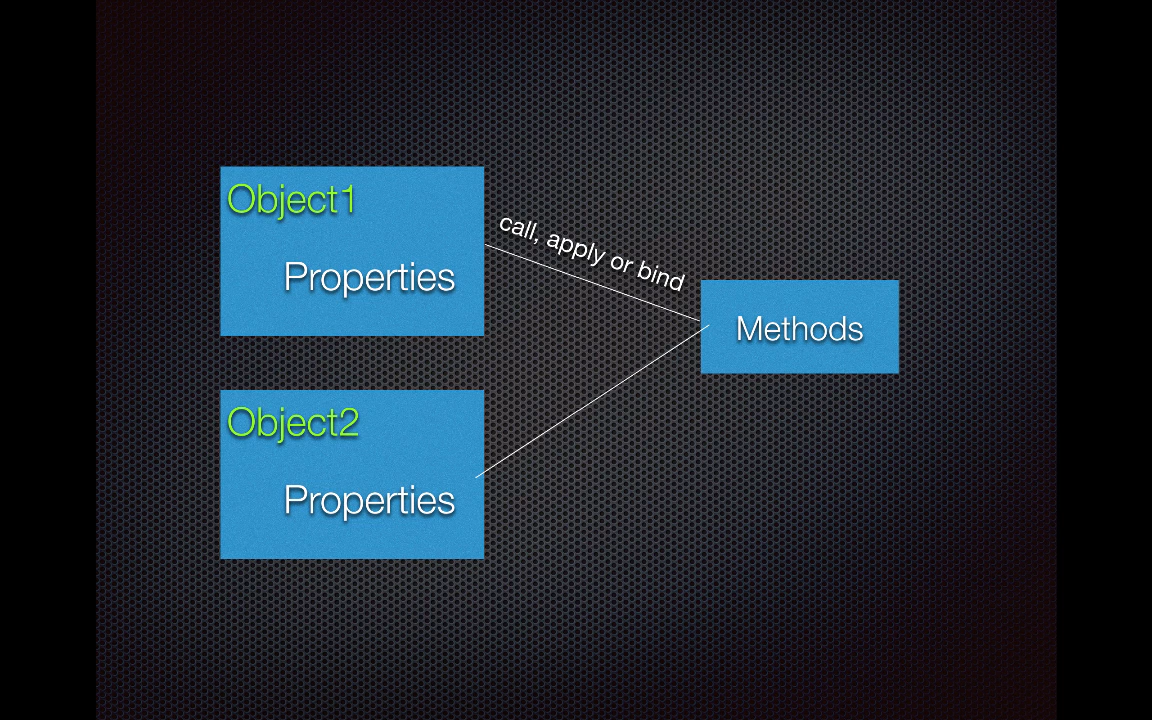 Object1
Properties
call, apply or bind
Methods
Object2
Properties